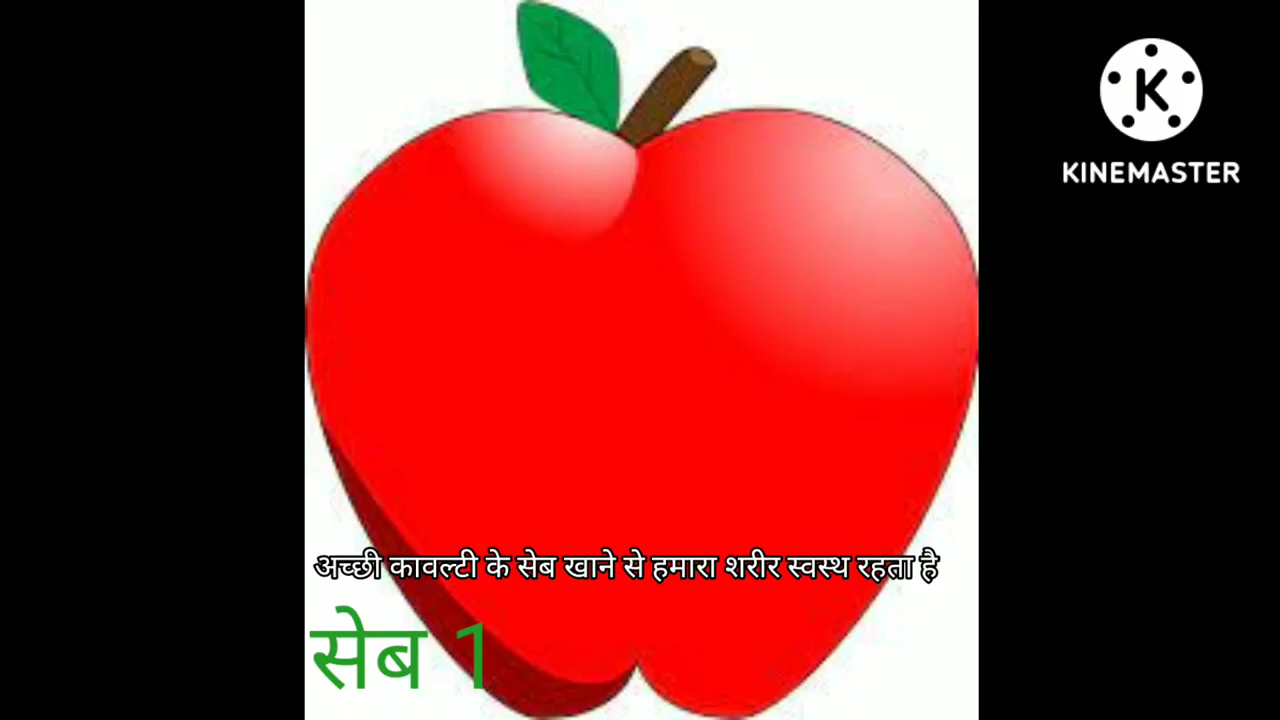 KINEMASTER
अच्छी कावल्टी के सेब खाने से हमारा शरीर स्वस्थ रहता है
सेब 1